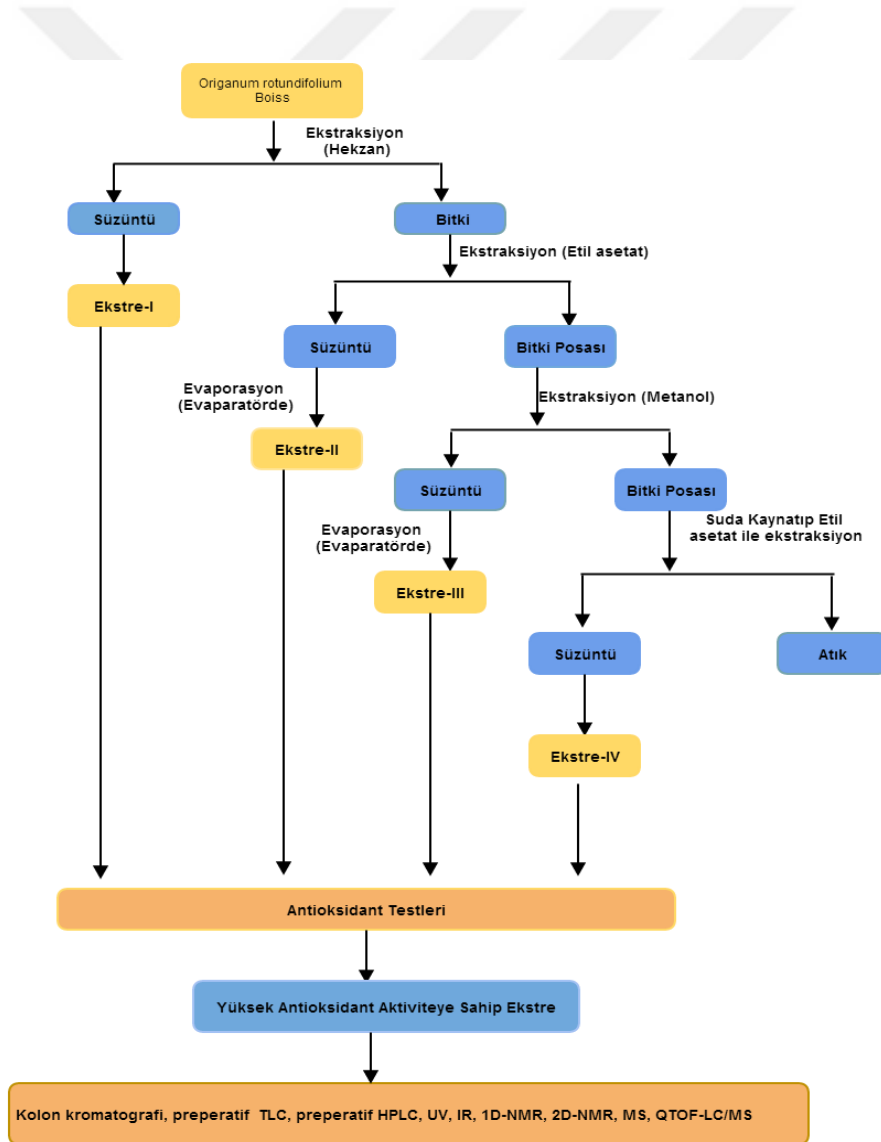 Origanum rotundifolium
Boiss
Ekstraksiyon
(Hekzan)
Süzüntü
Bitki
Ekstraksiyon (Etil asetat)
Ekstre-I
Süzüntü
Bitki Posası
Evaporasyon
(Evaparatörde)
Ekstraksiyon (Metanol)
Ekstre-II
Süzüntü
Bitki Posası
Suda Kaynatıp Etil
asetat ile ekstraksiyon
Evaporasyon
(Evaparatörde)
Ekstre-III
Süzüntü
Atık
Ekstre-IV
Antioksidant Testleri
Yüksek Antioksidant Aktiviteye Sahip Ekstre
Kolon kromatografi, preperatif TLC, preperatif HPLC, UV, IR, 1D-NMR, 2D-NMR, MS, QTOF-LC/MS